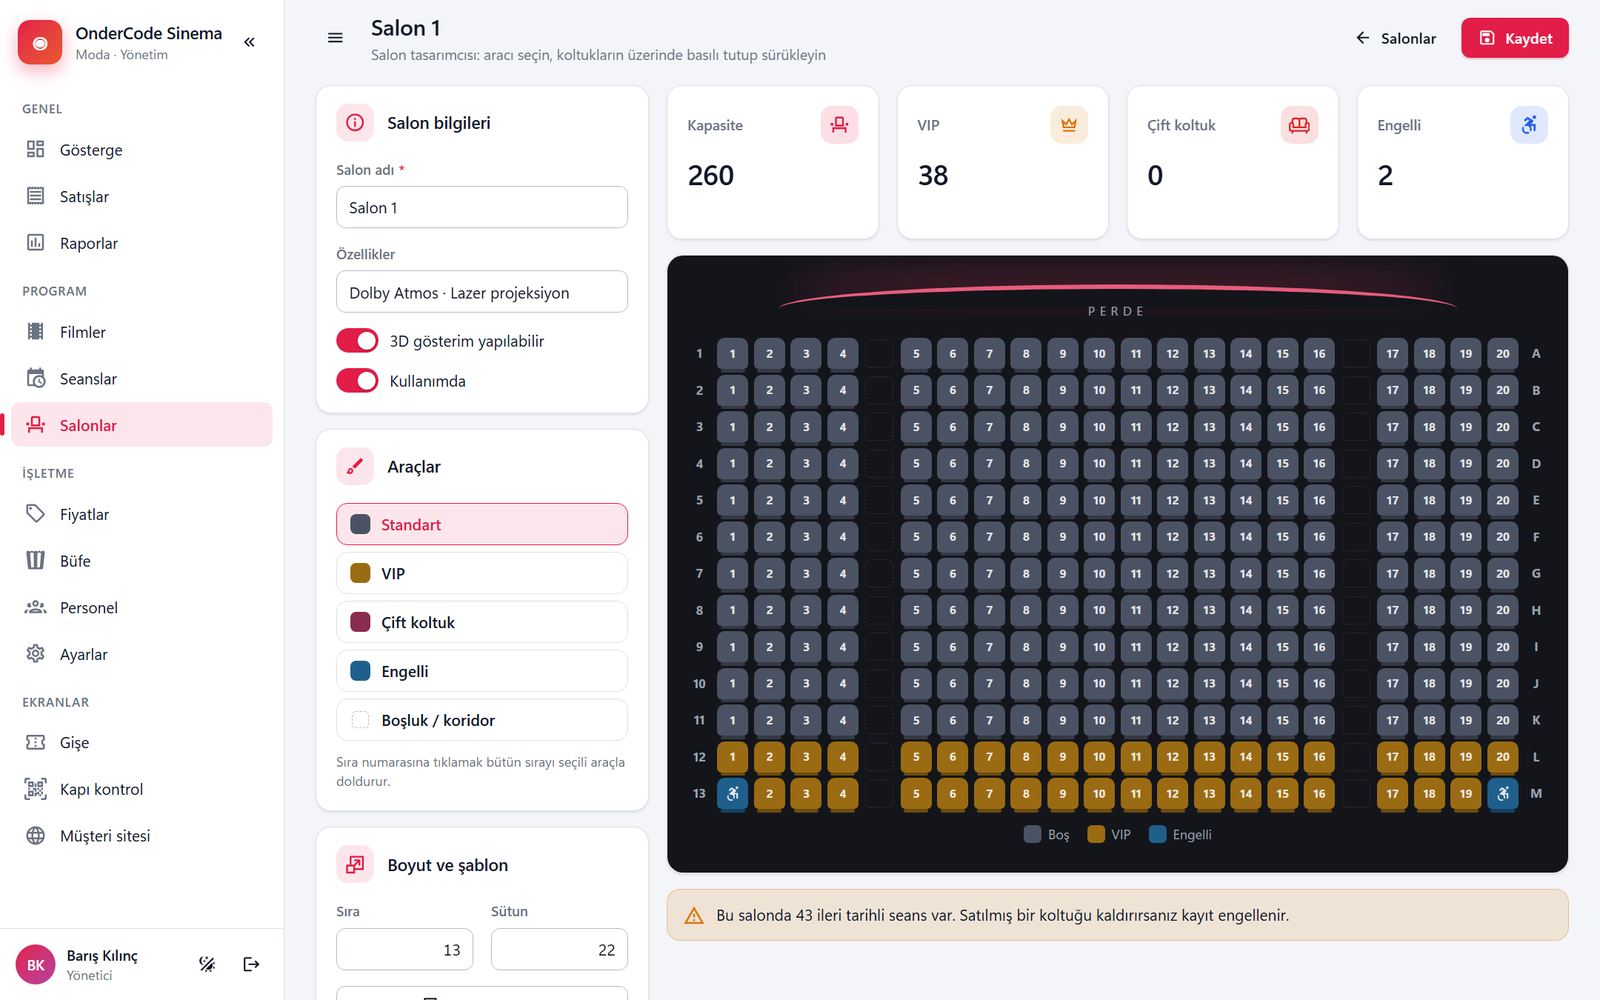 OnderCode Sinema
Moda · Yönetim
GENEL
Gösterge
Satışlar
Raporlar
PROGRAM
Filmler
Seanslar
Salonlar
İŞLETME
Fiyatlar
Büfe
Personel
Ayarlar
EKRANLAR
Gişe
Kapı kontrol
Müşteri sitesi
BK
Barış Kılınç
Yönetici
Salon 1
Salon tasarımcısı: aracı seçin, koltukların üzerinde basılı tutup sürükleyin
Salonlar
Kaydet
Salon bilgileri
Salon adı *
Salon 1
Özellikler
Dolby Atmos · Lazer projeksiyon
3D gösterim yapılabilir
Kullanımda
Araçlar
Standart
VIP
Çift koltuk
Engelli
Boşluk / koridor
Sıra numarasına tıklamak bütün sırayı seçili araçla
doldurur.
Boyut ve şablon
Sıra Sütun
13 22
Kapasite
260
VIP
38
Çift koltuk
0
Engelli
2
PERDE
1 1 2 3 4 5 6 7 8 9 10 11 12 13 14 15 16 17 18 19 20 A
2 1 2 3 4 5 6 7 8 9 10 11 12 13 14 15 16 17 18 19 20 B
3 1 2 3 4 5 6 7 8 9 10 11 12 13 14 15 16 17 18 19 20 C
4 1 2 3 4 5 6 7 8 9 10 11 12 13 14 15 16 17 18 19 20 D
5 1 2 3 4 5 6 7 8 9 10 11 12 13 14 15 16 17 18 19 20 E
6 1 2 3 4 5 6 7 8 9 10 11 12 13 14 15 16 17 18 19 20 F
7 1 2 3 4 5 6 7 8 9 10 11 12 13 14 15 16 17 18 19 20 G
8 1 2 3 4 5 6 7 8 9 10 11 12 13 14 15 16 17 18 19 20 H
9 1 2 3 4 5 6 7 8 9 10 11 12 13 14 15 16 17 18 19 20 I
10 1 2 3 4 5 6 7 8 9 10 11 12 13 14 15 16 17 18 19 20 J
11 1 2 3 4 5 6 7 8 9 10 11 12 13 14 15 16 17 18 19 20 K
12 1 2 3 4 5 6 7 8 9 10 11 12 13 14 15 16 17 18 19 20 L
13 2 3 4 5 6 7 8 9 10 11 12 13 14 15 16 17 18 19 M
Boş VIP Engelli
Bu salonda 43 ileri tarihli seans var. Satılmış bir koltuğu kaldırırsanız kayıt engellenir.